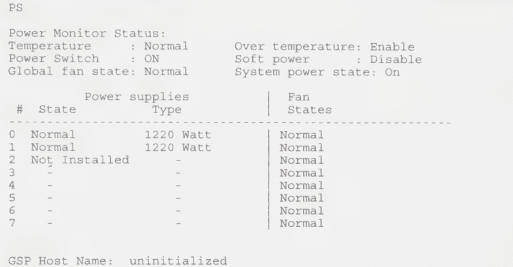 PS
Power Monitor Status:
Temperature : Normal Over temperature: Enable
Power Switch : ON Soft power : Disable
Global fan state: Normal System power state: On
Power supplies | Fan
# State Type | States
0 Normal 1220 Watt | Normal
1 Normal 1220 Watt | Normal
2 Not Installed - | Normal
3 - - | Normal
4 - - | Normal
5 - - | Normal
6 - - | Normal
7 - - | Normal
GSP Host Name: uninitialized